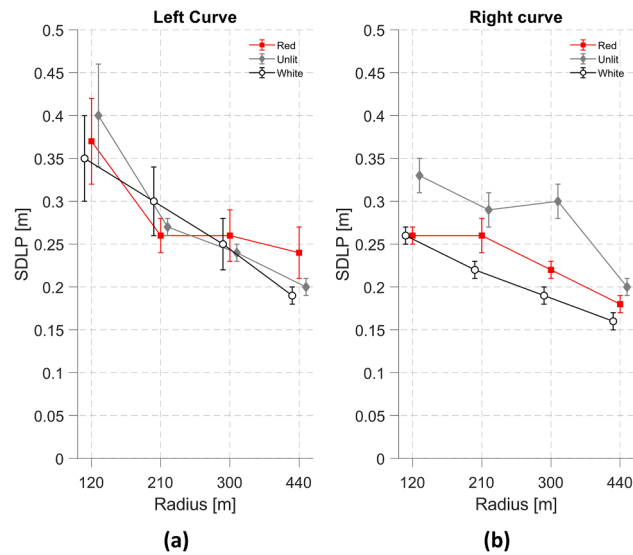 Left Curve
0.5
0.45
0.4
0.35
0.3
0.25
0.2
0.15
0.1
0.05
0
SDLP [m]
Red
Unlit
White
120 210 300 440
Radius [m]
(a)
Right curve
0.5
0.45
0.4
0.35
0.3
0.25
0.2
0.15
0.1
0.05
0
SDLP [m]
Red
Unlit
White
120 210 300 440
Radius [m]
(b)